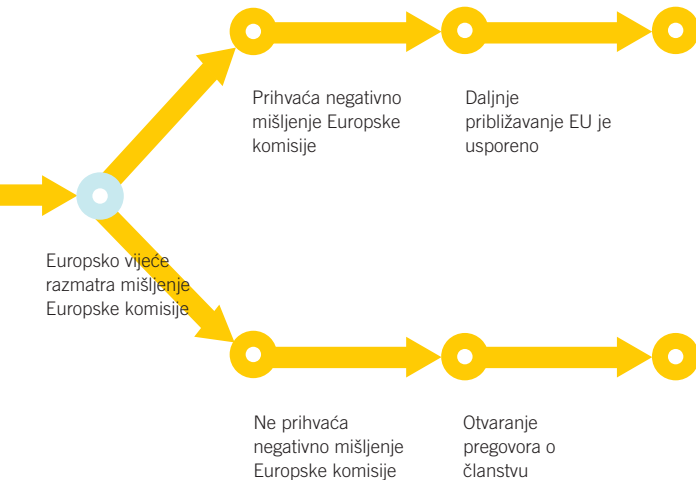 Prihvaća negativno
mišljenje Europske
komisije
Daljnje
približavanje EU je
usporeno
Europsko vijeće
razmatra mišljenje
Europske komisije
Ne prihvaća
negativno mišljenje
Europske komisije
Otvaranje
pregovora o
članstvu